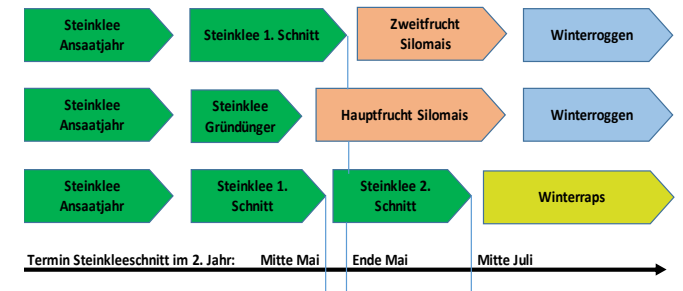 Steinklee
Ansaatjahr
Steinklee 1. Schnitt
Zweitfrucht
Silomais
Winterroggen
Steinklee
Ansaatjahr
Steinklee
Gründünger
Hauptfrucht Silomais
Winterroggen
Steinklee
Ansaatjahr
Steinklee 1.
Schnitt
Steinklee 2.
Schnitt
Winterraps
Termin Steinkleeschnitt im 2. Jahr: Mitte Mai Ende Mai Mitte Juli